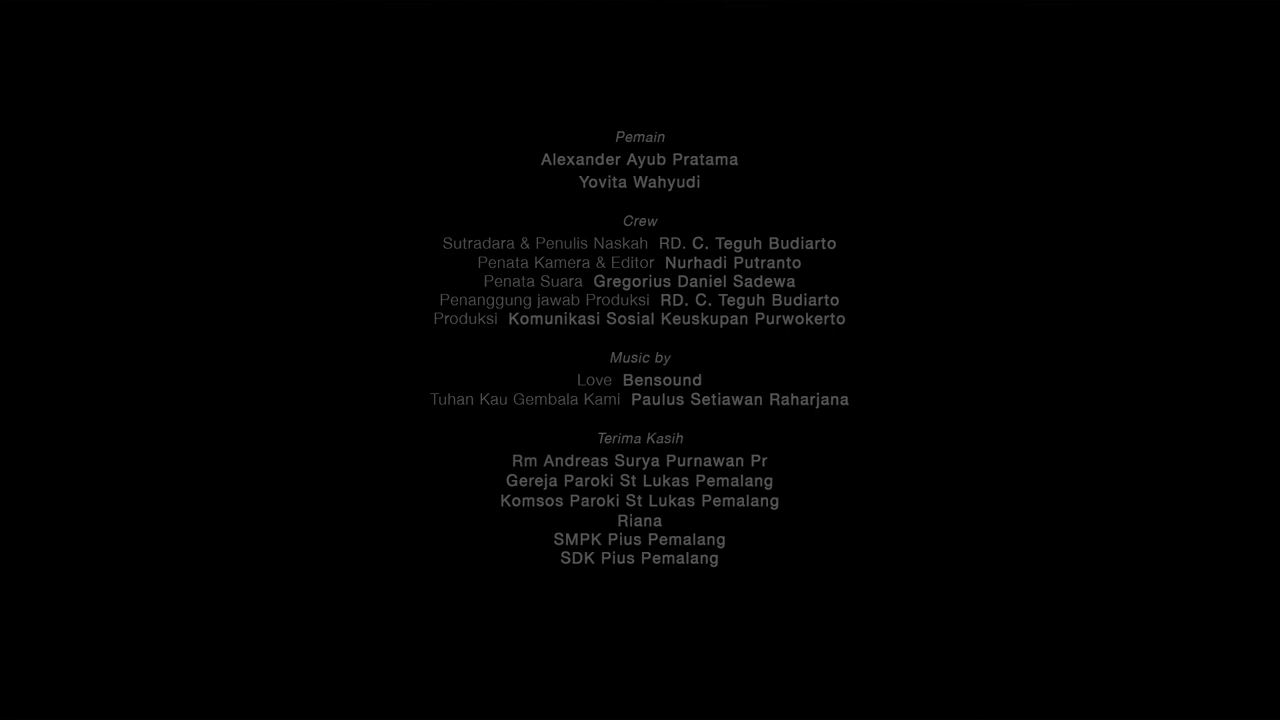 Pemain
Alexander Ayub Pratama
Yovita Wahyudi
Crew
Sutradara & Penulis Naskah RD. C. Teguh Budiarto
Penata Kamera & Editor Nurhadi Putranto
Penata Suara Gregorius Daniel Sadewa
Penanggung jawab Produksi RD. C. Teguh Budiarto
Produksi Komunikasi Sosial Keuskupan Purwokerto
Music by
Love Bensound
Tuhan Kau Gembala Kami Paulus Setiawan Raharjana
Terima Kasih
Rm Andreas Surya Purnawan Pr
Gereja Paroki St Lukas Pemalang
Komsos Paroki St Lukas Pemalang
Riana
SMPK Pius Pemalang
SDK Pius Pemalang